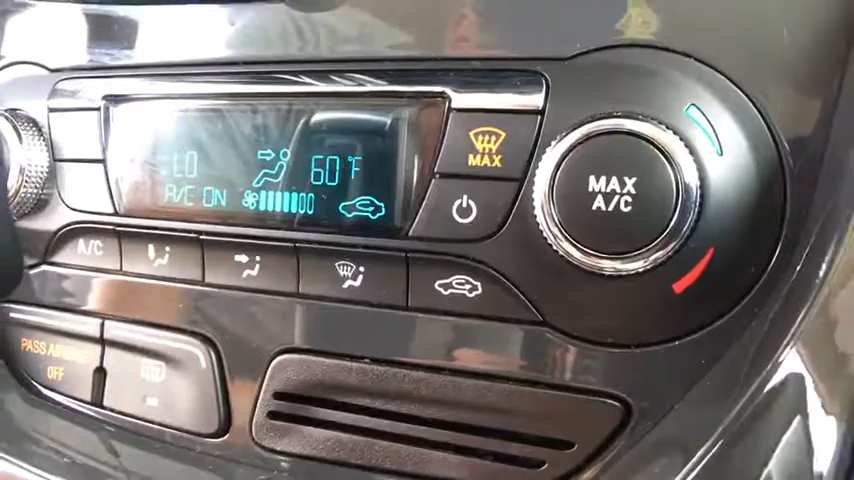 LO 60°F
A/C ON
MAX
MAX
A/C
A/C
PASS AIRBAG
OFF